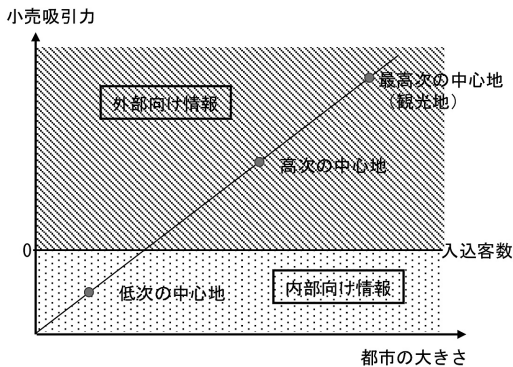 小売吸引力
最高次の中心地
（観光地）
外部向け情報
高次の中心地
0
入込客数
低次の中心地
内部向け情報
都市の大きさ